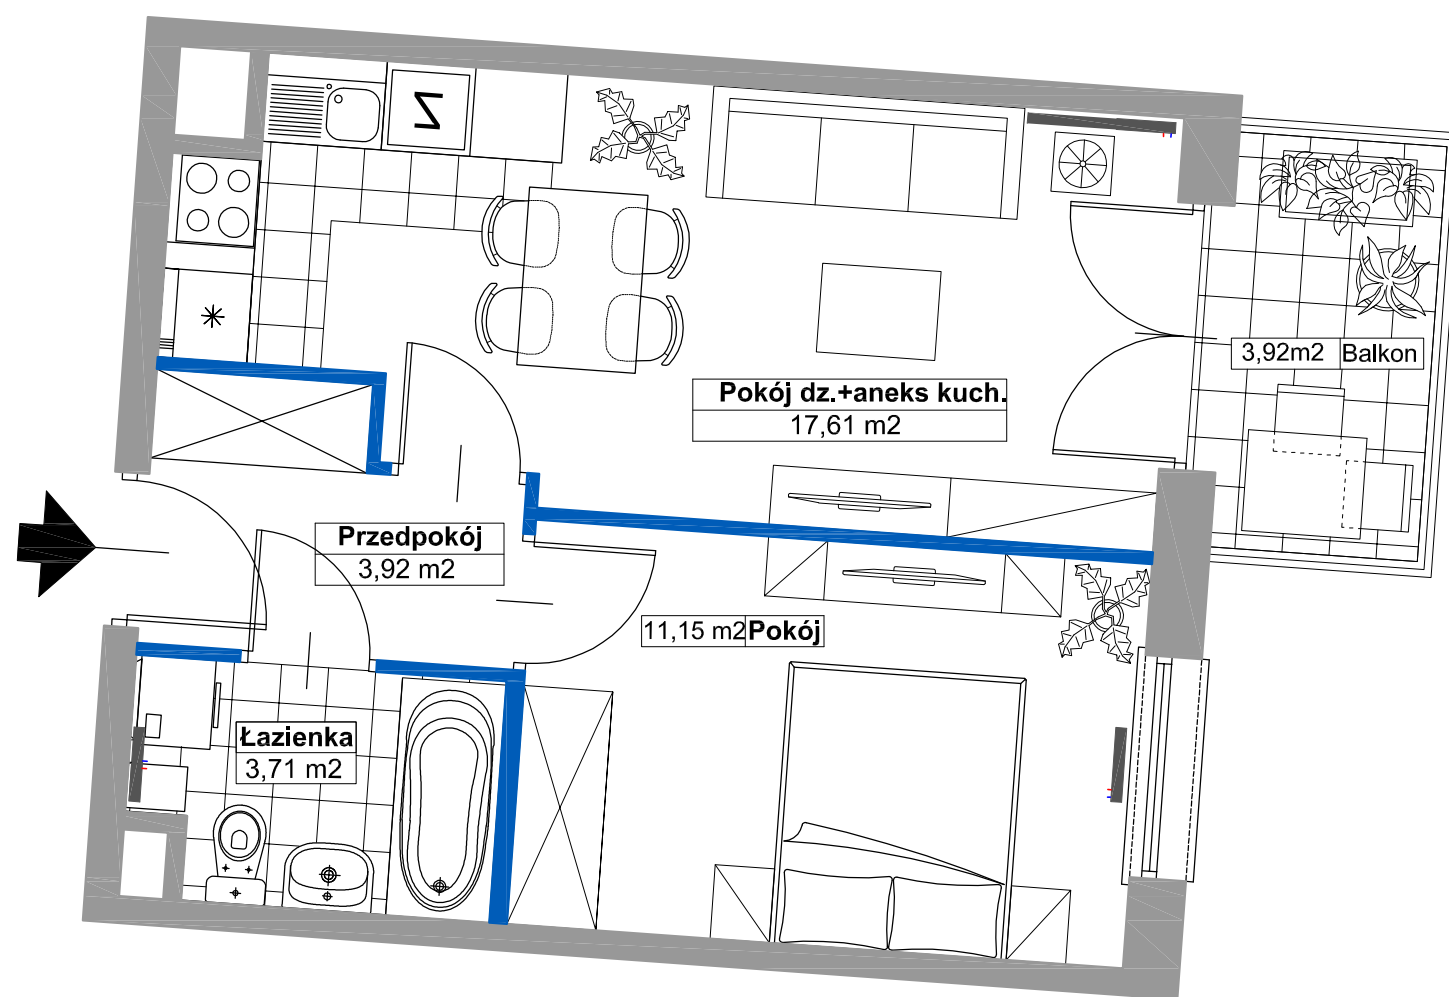 Z
3,92m2 Balkon
Pokój dz.+aneks kuch.
17,61 m2
Przedpokój
3,92 m2
11,15 m2 Pokój
Łazienka
3,71 m2